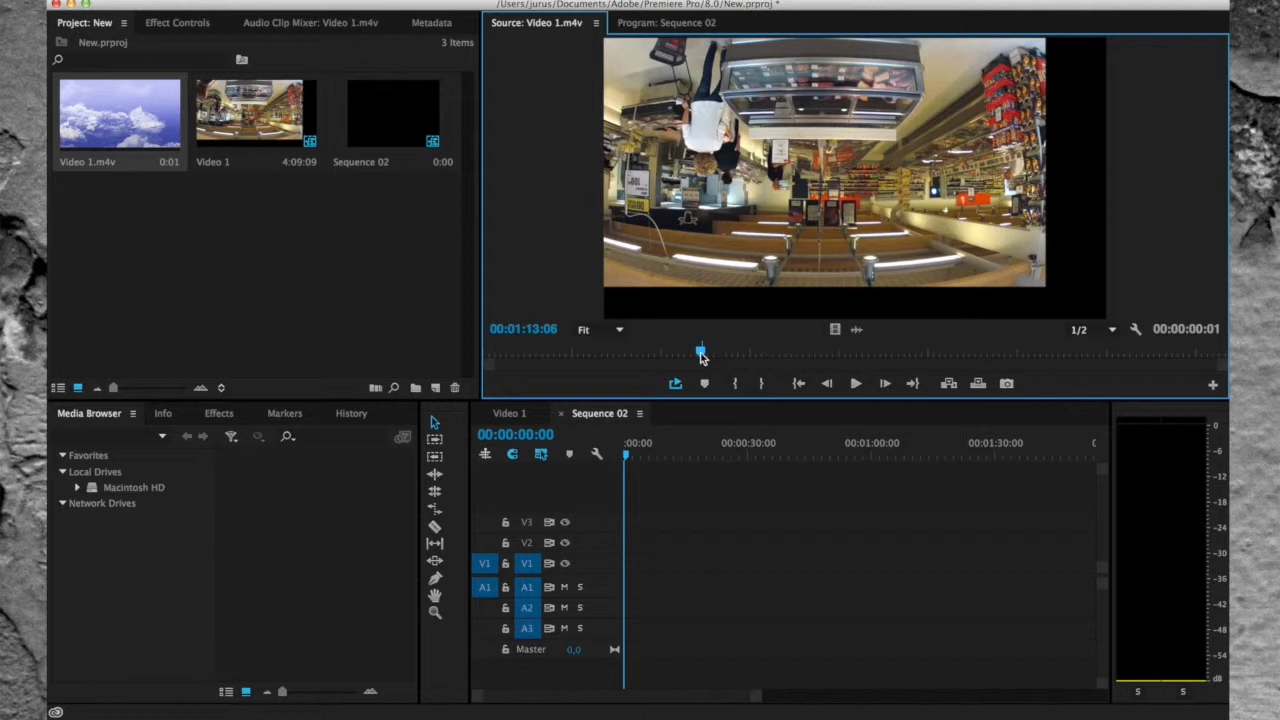 /Users/jurus/Documents/Adobe/Premiere Pro/8.0/New.prproj *
Project: New
Effect Controls
Audio Clip Mixer: Video 1.m4v
Metadata
New.prproj
3 Items
Video 1.m4v
0:01
Video 1
4:09:09
Sequence 02
0:00
Source: Video 1.m4v
Program: Sequence 02
00:01:13:06
Fit
1/2
00:00:00:01
Media Browser
Info
Effects
Markers
History
Favorites
Local Drives
Macintosh HD
Network Drives
Video 1
Sequence 02
00:00:00:00
:00:00
00:00:30:00
00:01:00:00
00:01:30:00
V3
V2
V1
V1
A1
A1
M
S
A2
M
S
A3
M
S
Master
0,0
0
-6
-12
-18
-24
-30
-36
-42
-48
-54
dB
S
S